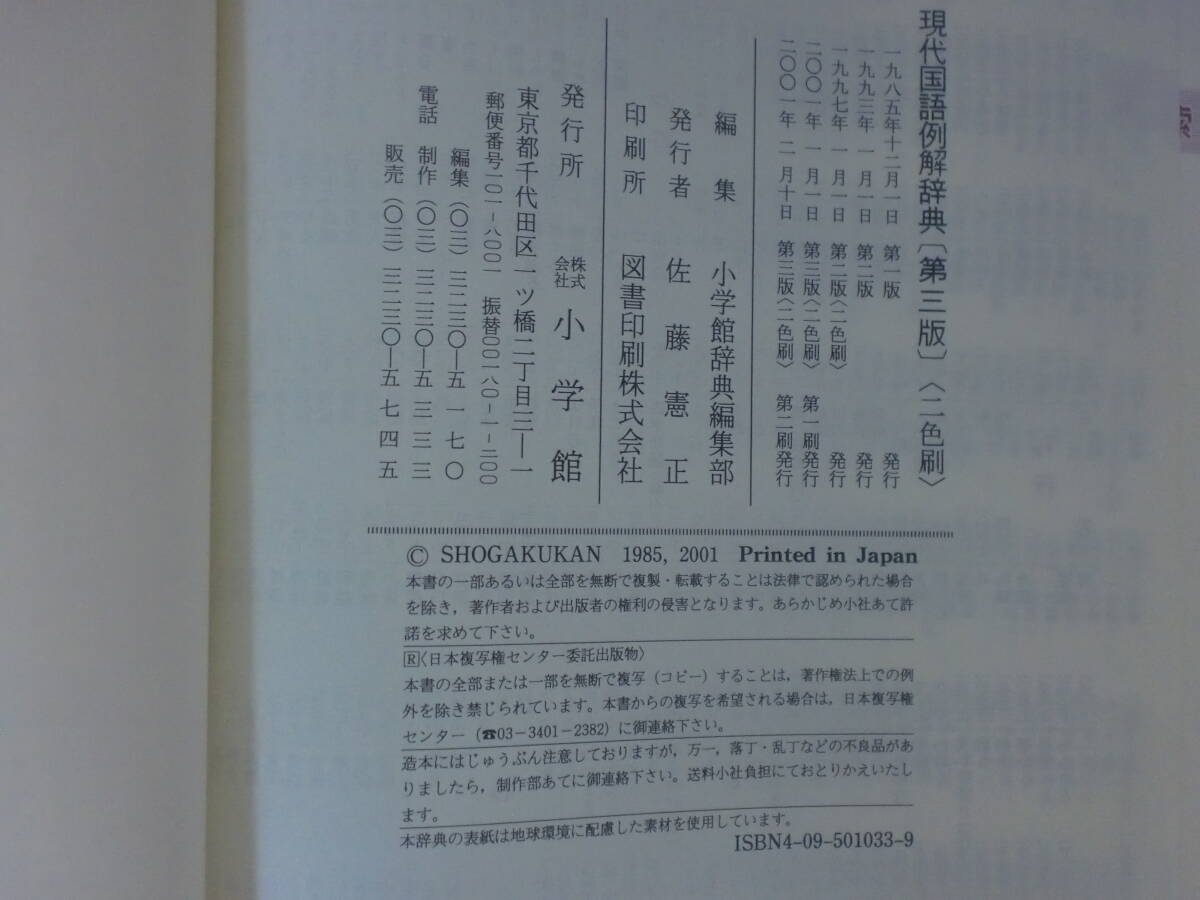 現代国語例解辞典〔第三版〕〈二色刷〉
一九八五年十二月一日 第一版 発行
一九九三年 一月一日 第二版 発行
一九九七年 一月一日 第二版〈二色刷〉 発行
二〇〇一年 一月一日 第三版〈二色刷〉 第一刷発行
二〇〇一年 二月十日 第三版〈二色刷〉 第二刷発行
編集 小学館辞典編集部
発行者 佐藤憲正
印刷所 図書印刷株式会社
発行所 株式会社 小学館
東京都千代田区一ツ橋二丁目三—一
郵便番号一〇一-八〇〇一 振替〇〇一八〇-一-二〇〇
編集(〇三)三二三〇—五一七〇
電話 制作(〇三)三二三〇—五三三三
販売(〇三)三二三〇—五七四五
© SHOGAKUKAN 1985, 2001 Printed in Japan
本書の一部あるいは全部を無断で複製・転載することは法律で認められた場合
を除き,著作者および出版者の権利の侵害となります。あらかじめ小社あて許
諾を求めて下さい。
Ⓡ〈日本複写権センター委託出版物〉
本書の全部または一部を無断で複写(コピー)することは,著作権法上での例
外を除き禁じられています。本書からの複写を希望される場合は,日本複写権
センター(☎03-3401-2382)に御連絡下さい。
造本にはじゅうぶん注意しておりますが,万一,落丁・乱丁などの不良品があ
りましたら,制作部あてに御連絡下さい。送料小社負担にておとりかえいたし
ます。
本辞典の表紙は地球環境に配慮した素材を使用しています。
ISBN4-09-501033-9